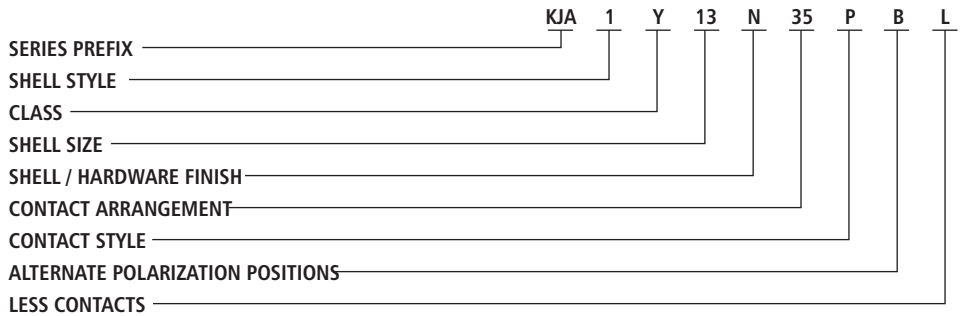 KJA 1 Y 13 N 35 P B L
SERIES PREFIX
SHELL STYLE
CLASS
SHELL SIZE
SHELL / HARDWARE FINISH
CONTACT ARRANGEMENT
CONTACT STYLE
ALTERNATE POLARIZATION POSITIONS
LESS CONTACTS